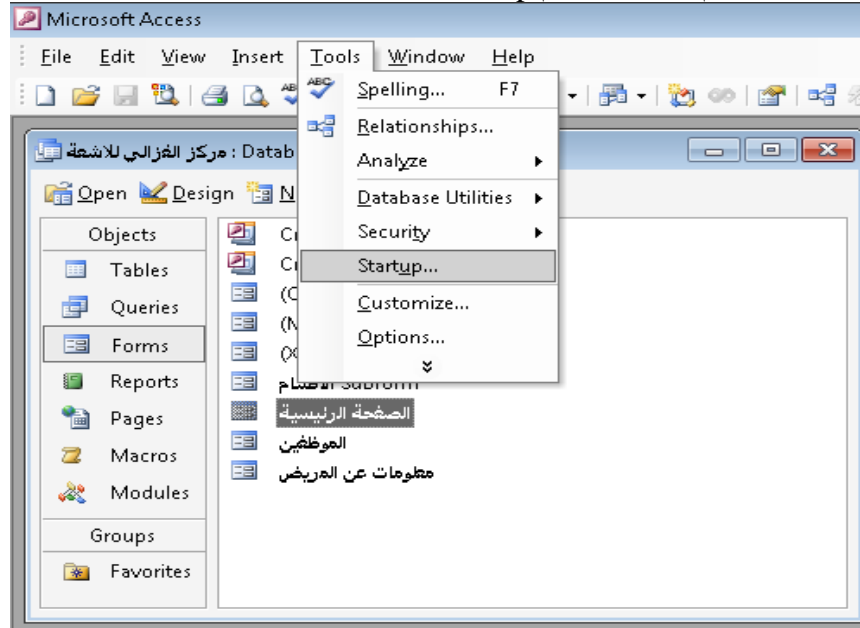 Microsoft Access
File Edit View Insert Tools Window Help
Spelling... F7
Relationships...
Analyze
Database Utilities
Security
Startup...
Customize...
Options...
مركز الغزالي للاشعة : Datab
Open Desi gn N
Objects
Tables
Queries
Forms
Reports
Pages
Macros
Modules
Groups
Favorites
Subform
الصفحة الرئيسية
الموظفين
معلومات عن المريض